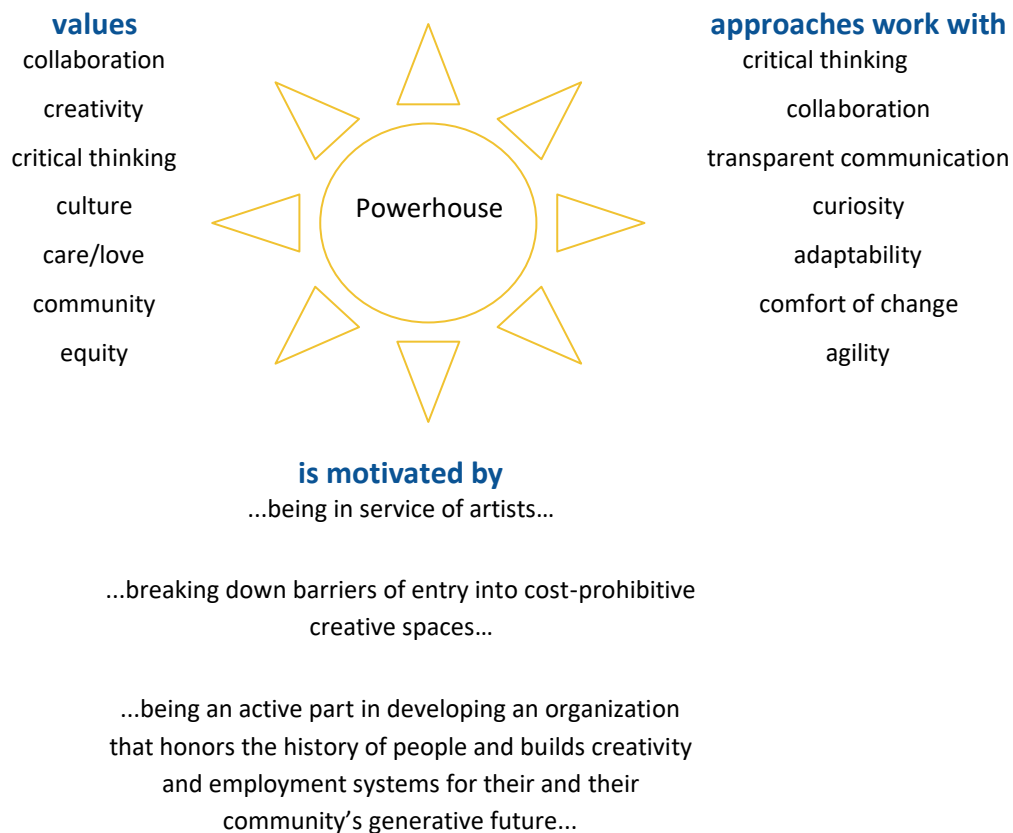 values
collaboration
creativity
critical thinking
culture
care/love
community
equity
Powerhouse
approaches work with
critical thinking
collaboration
transparent communication
curiosity
adaptability
comfort of change
agility
is motivated by
...being in service of artists…
...breaking down barriers of entry into cost-prohibitive
creative spaces…
...being an active part in developing an organization
that honors the history of people and builds creativity
and employment systems for their and their
community’s generative future...